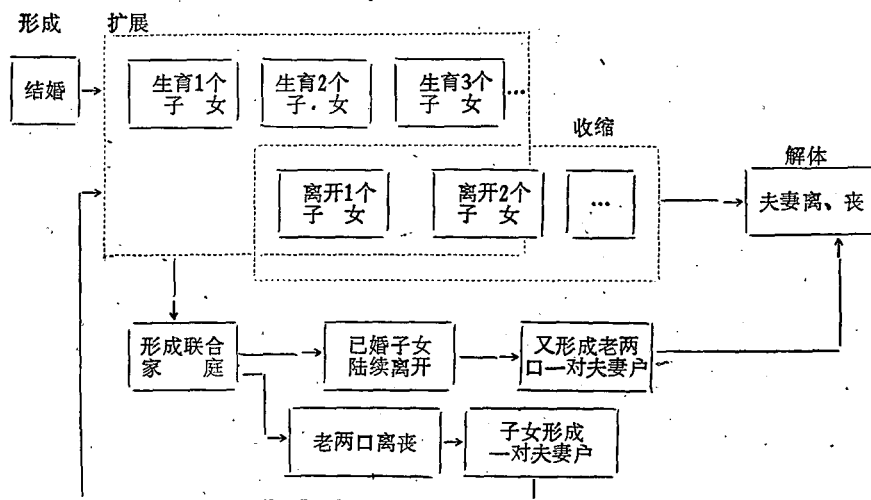 形成
扩展
结婚
生育1个
子 女
生育2个
子 女
生育3个
子 女
...
收缩
离开1个
子 女
离开2个
子 女
...
解体
夫妻离、丧
形成联合
家 庭
已婚子女
陆续离开
又形成老两
口一对夫妻户
老两口离丧
子女形成
一对夫妻户